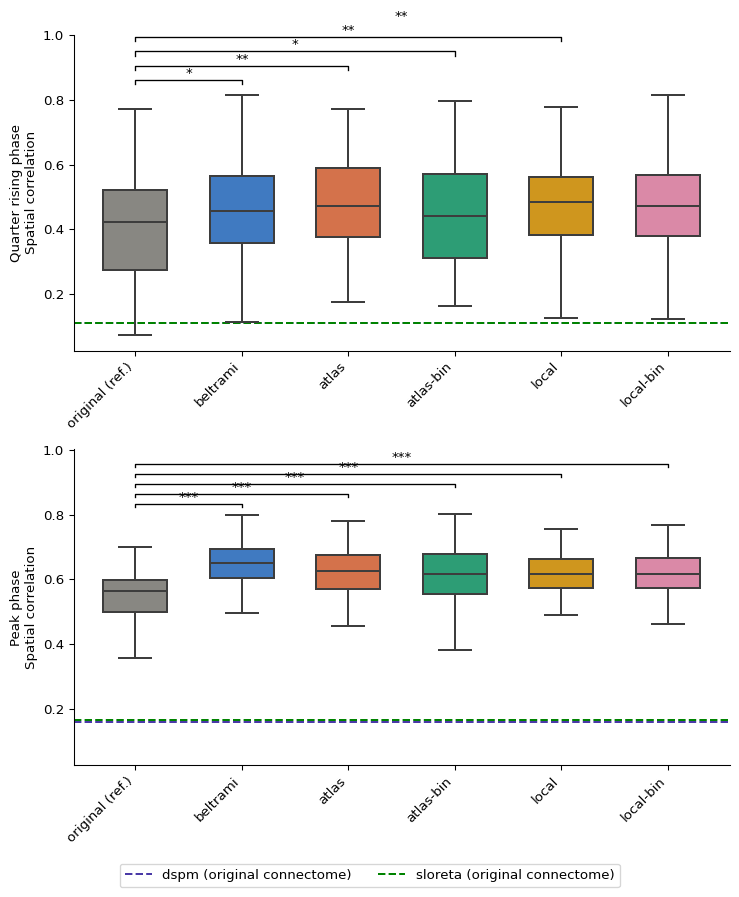 **
**
*
**
*
1.0
0.8
0.6
0.4
0.2
Quarter rising phase
Spatial correlation
original (ref.)
beltrami
atlas
atlas-bin
local
local-bin
***
***
***
***
***
1.0
0.8
0.6
0.4
0.2
Peak phase
Spatial correlation
original (ref.)
beltrami
atlas
atlas-bin
local
local-bin
dspm (original connectome)
sloreta (original connectome)